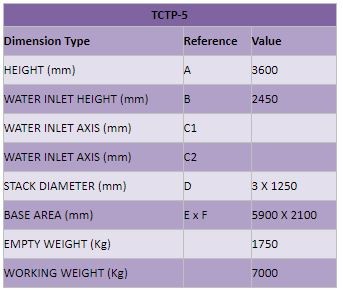 TCTP-5
Dimension Type Reference Value
HEIGHT (mm) A 3600
WATER INLET HEIGHT (mm) B 2450
WATER INLET AXIS (mm) C1
WATER INLET AXIS (mm) C2
STACK DIAMETER (mm) D 3 X 1250
BASE AREA (mm) E x F 5900 X 2100
EMPTY WEIGHT (Kg) 1750
WORKING WEIGHT (Kg) 7000